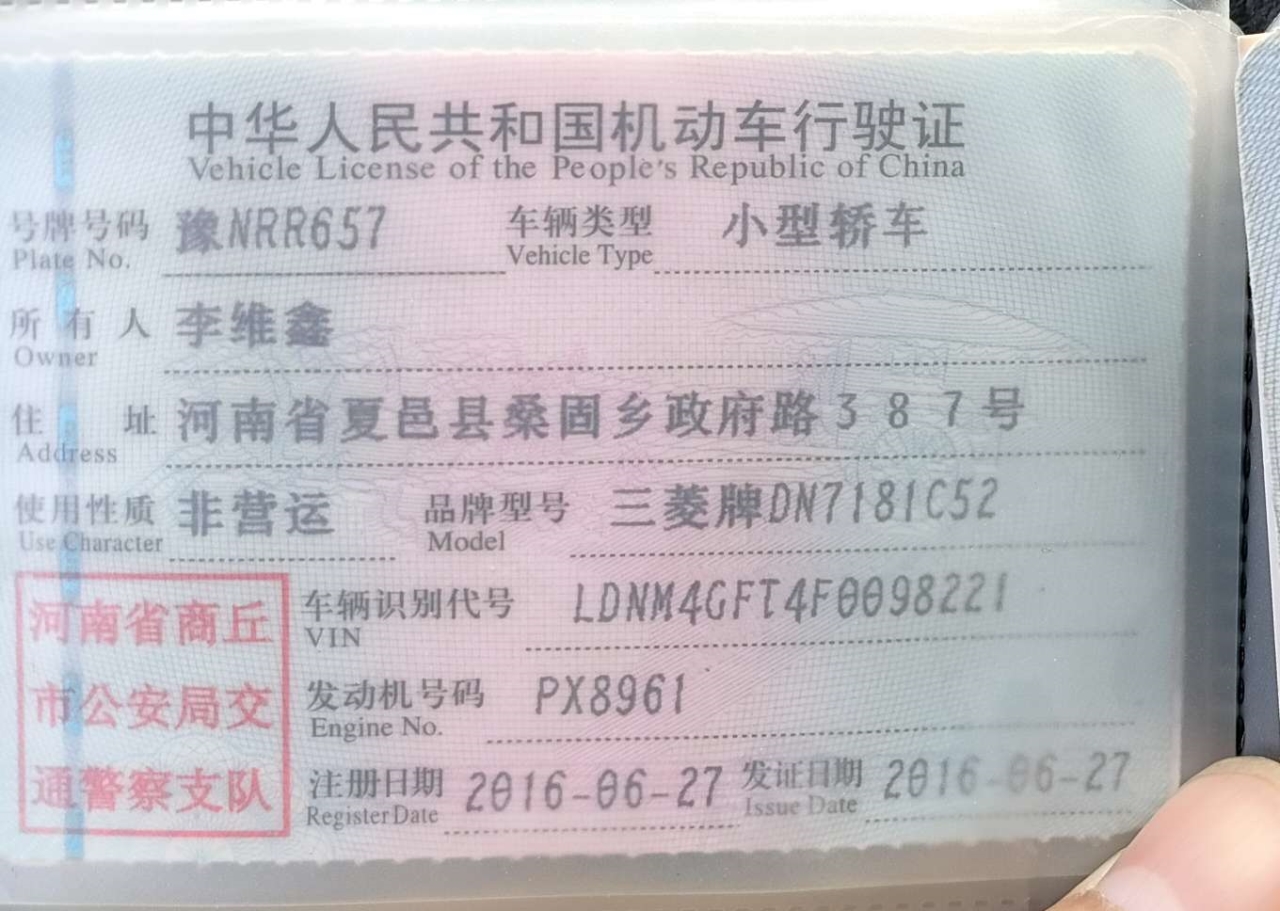 中华人民共和国机动车行驶证
Vehicle License of the People's Republic of China
号牌号码 豫NRR657 车辆类型 小型轿车
Plate No. Vehicle Type
所有人 李维鑫
Owner
住址 河南省夏邑县桑固乡政府路387号
Address
使用性质 非营运 品牌型号 三菱牌DN7181C52
Use Character Model
河南省商丘
市公安局交
通警察支队
车辆识别代号 LDNM4GFT4F0098221
VIN
发动机号码 PX8961
Engine No.
注册日期 2016-06-27 发证日期 2016-06-27
Register Date Issue Date